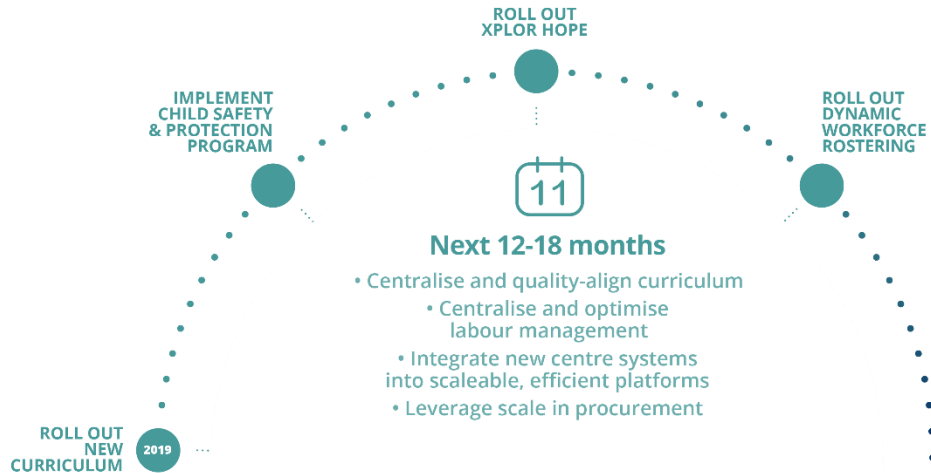 ROLL OUT
XPLOR HOPE
IMPLEMENT
CHILD SAFETY
& PROTECTION
PROGRAM
ROLL OUT
DYNAMIC
WORKFORCE
ROSTERING
11
Next 12-18 months
• Centralise and quality-align curriculum
• Centralise and optimise
labour management
• Integrate new centre systems
into scaleable, efficient platforms
• Leverage scale in procurement
ROLL OUT
NEW
CURRICULUM
2019